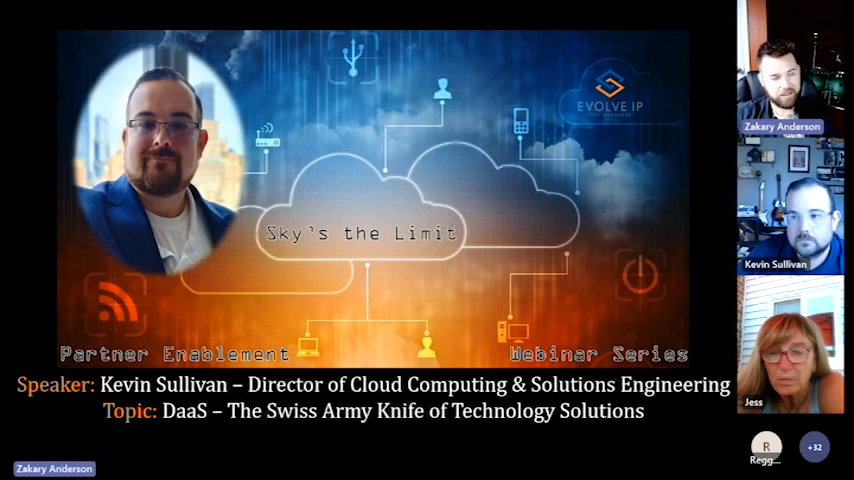 EVOLVE IP
Sky's the Limit
Partner Enablement
Webinar Series
Speaker: Kevin Sullivan – Director of Cloud Computing & Solutions Engineering
Topic: DaaS – The Swiss Army Knife of Technology Solutions
Zakary Anderson
Zakary Anderson
Kevin Sullivan
Jess
R
Regg...
+32